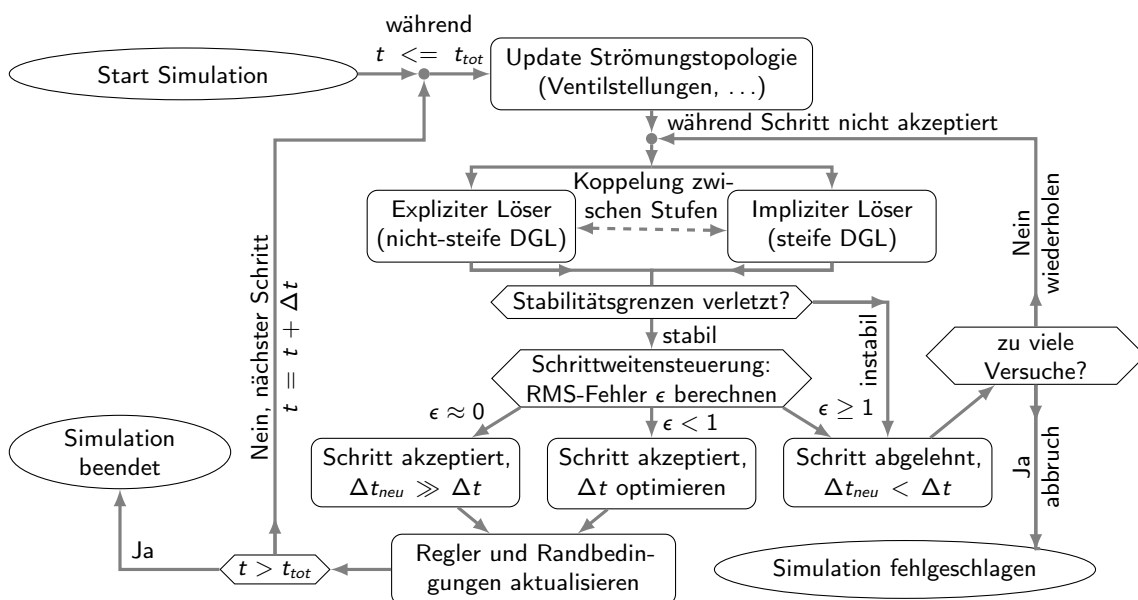 während
t <= t_tot
Start Simulation
Update Strömungstopologie
(Ventilstellungen, . . .)
während Schritt nicht akzeptiert
Koppelung zwi-
schen Stufen
Expliziter Löser
(nicht-steife DGL)
Impliziter Löser
(steife DGL)
Nein
wiederholen
Nein, nächster Schritt
t = t + Δt
Stabilitätsgrenzen verletzt?
stabil
instabil
zu viele
Versuche?
Schrittweitensteuerung:
RMS-Fehler ϵ berechnen
ϵ ≈ 0
ϵ < 1
ϵ ≥ 1
Simulation
beendet
Schritt akzeptiert,
Δt_neu ≫ Δt
Schritt akzeptiert,
Δt optimieren
Schritt abgelehnt,
Δt_neu < Δt
Ja
abbruch
Ja
t > t_tot
Regler und Randbedin-
gungen aktualisieren
Simulation fehlgeschlagen